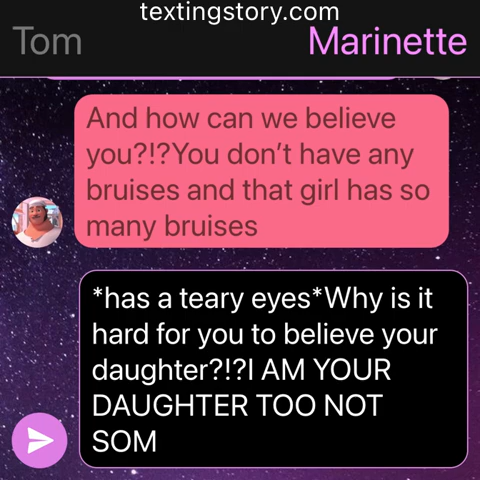 textingstory.com
Tom
Marinette
And how can we believe
you?!?You don't have any
bruises and that girl has so
many bruises
*has a teary eyes*Why is it
hard for you to believe your
daughter?!?I AM YOUR
DAUGHTER TOO NOT
SOM